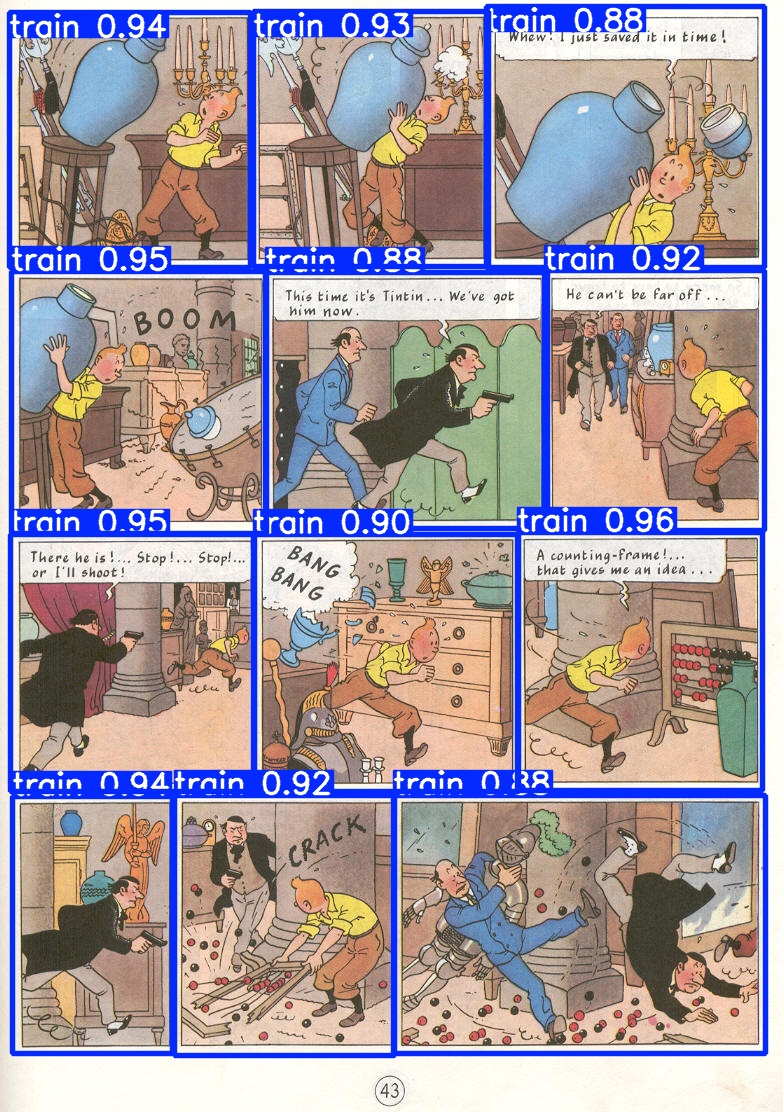 train 0.94
train 0.93
train 0.88
Whew! I just saved it in time!
train 0.95
train 0.88
train 0.92
BOOM
This time it's Tintin... We've got
him now.
He can't be far off...
train 0.95
train 0.90
train 0.96
There he is!... Stop!... Stop!...
or I'll shoot!
BANG
BANG
A counting-frame!...
that gives me an idea...
train 0.94
train 0.92
train 0.88
CRACK
43